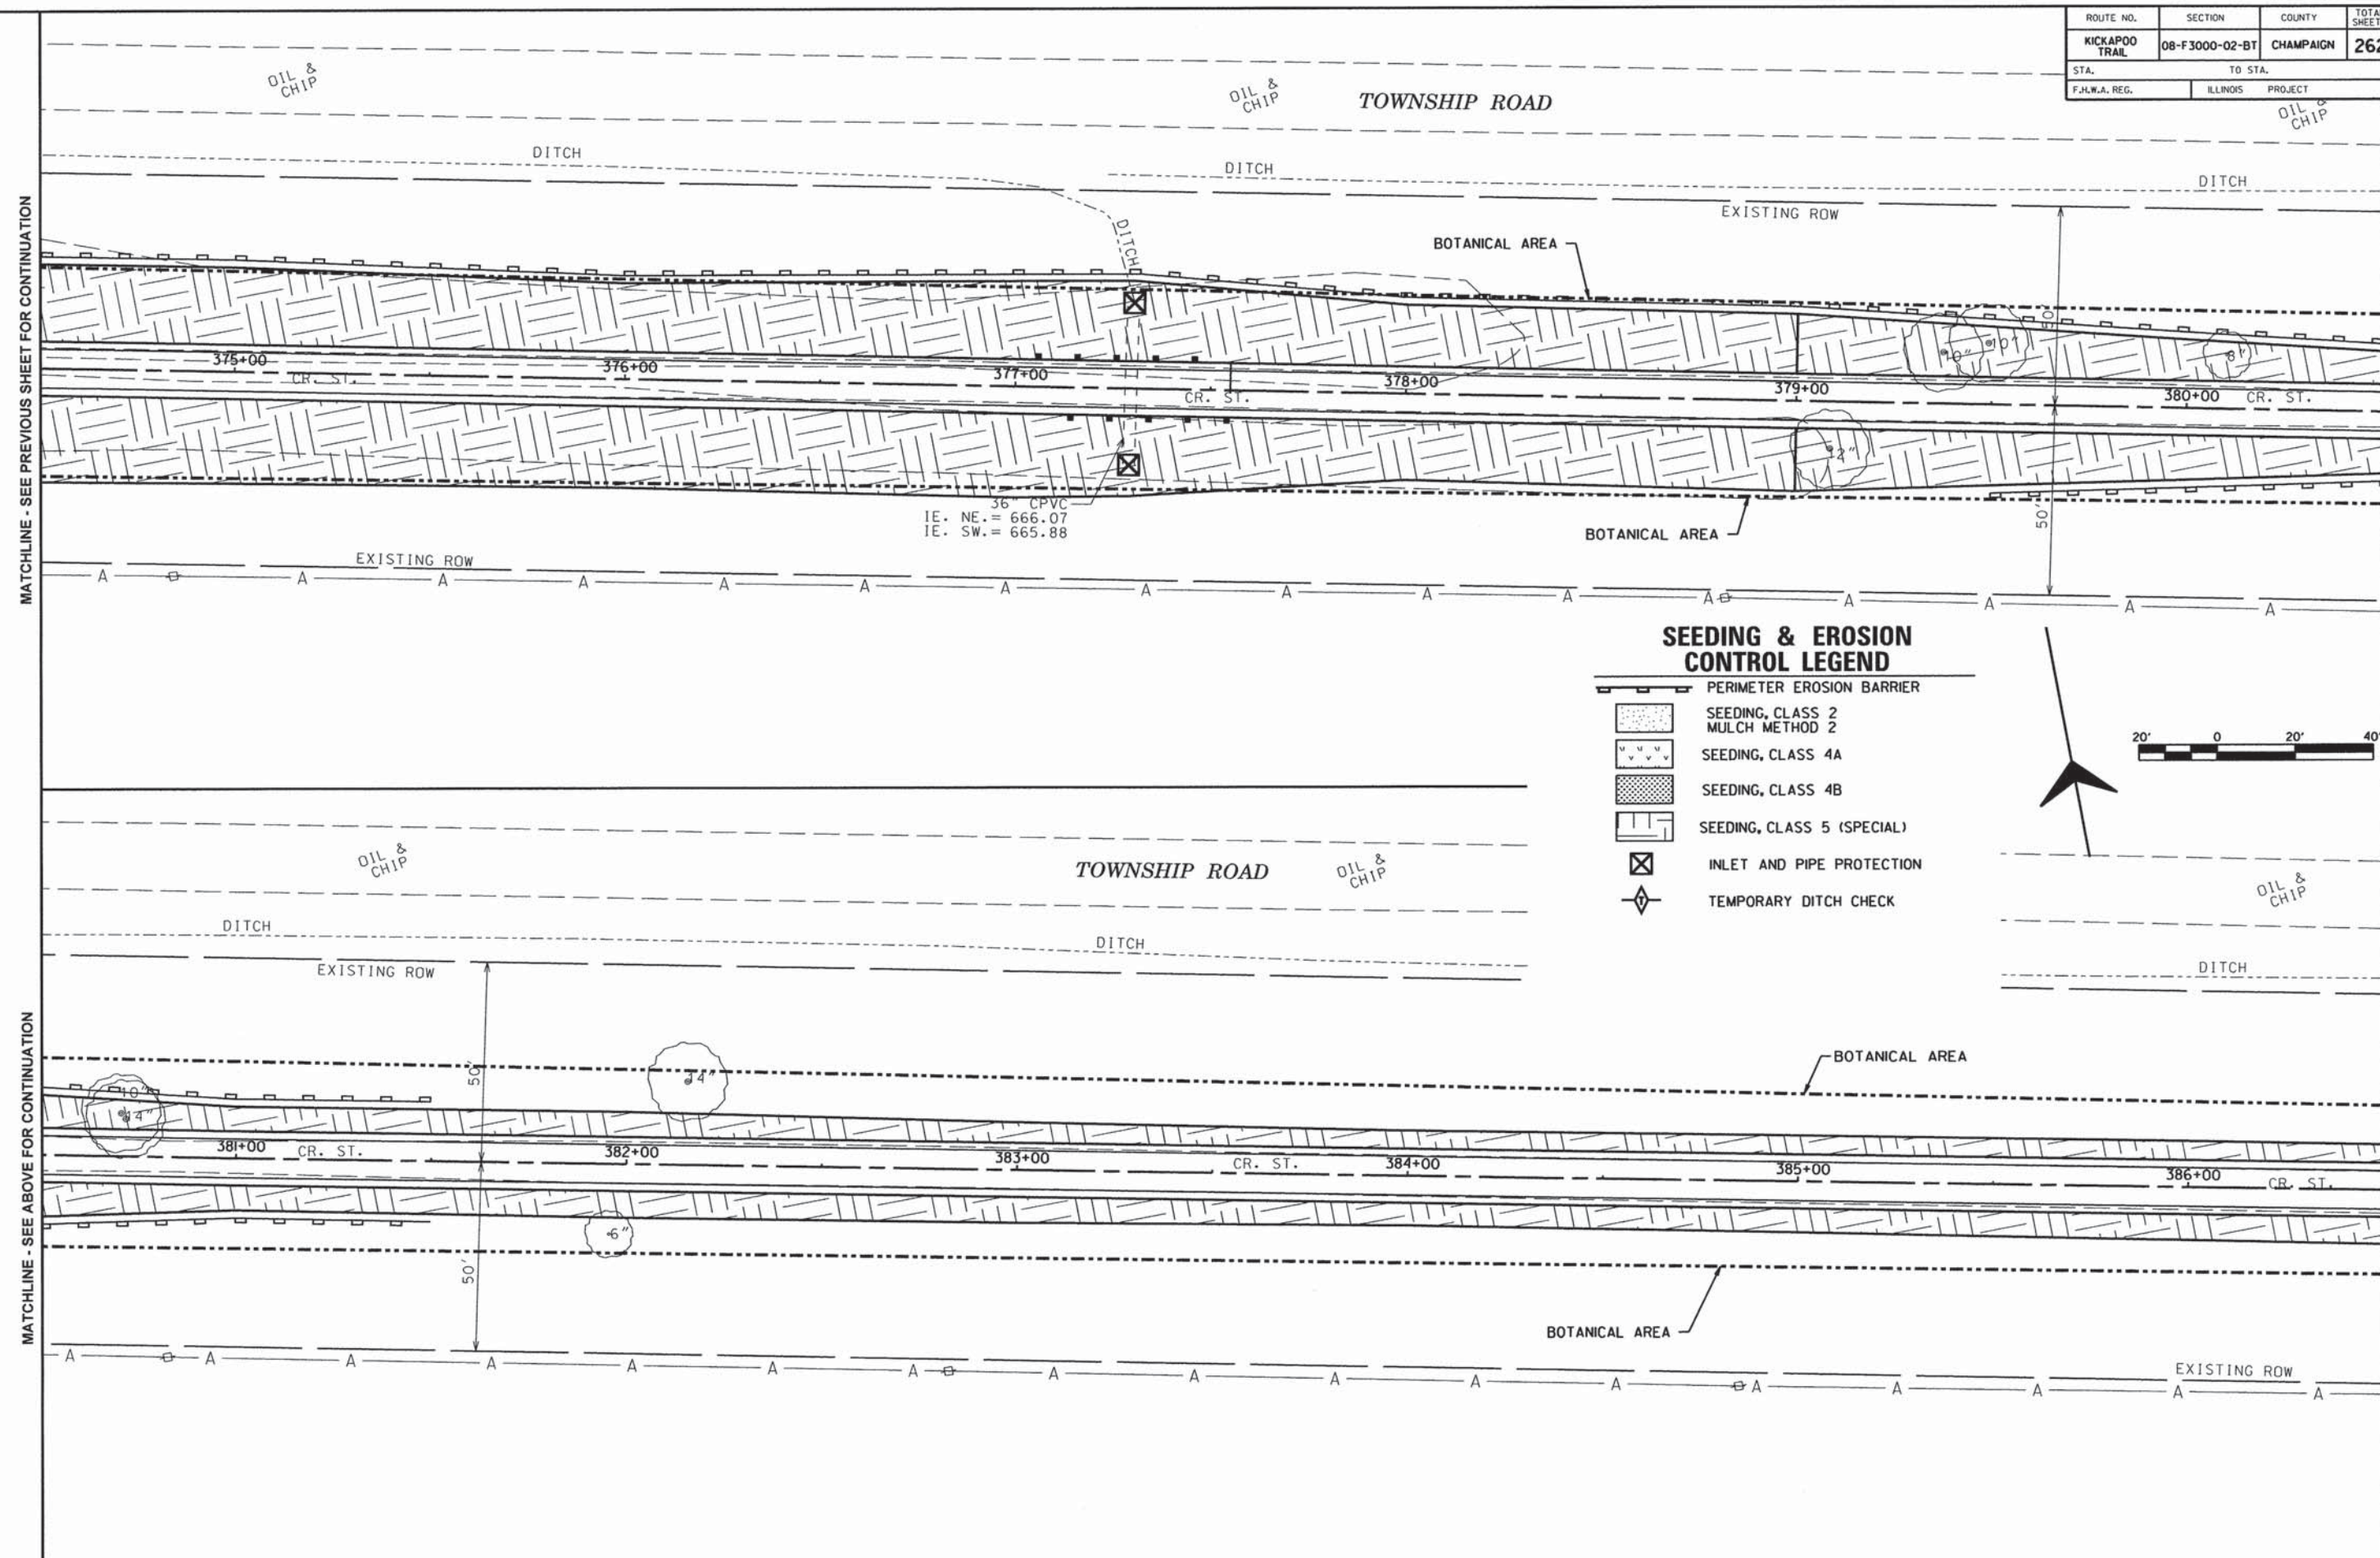 ROUTE NO. SECTION COUNTY
KICKAPOO TRAIL 08-F3000-02-BT CHAMPAIGN
STA. TO STA.
F.H.W.A. REG. ILLINOIS PROJECT
OIL &
CHIP
OIL &
CHIP
TOWNSHIP ROAD
OIL &
CHIP
DITCH
DITCH
DITCH
EXISTING ROW
DITCH
BOTANICAL AREA
MATCHLINE - SEE PREVIOUS SHEET FOR CONTINUATION
50'
10"
10"
8"
375+00
376+00
377+00
378+00
379+00
380+00
CR. ST.
CR. ST.
CR. ST.
36" CPVC
IE. NE.= 666.07
IE. SW.= 665.88
BOTANICAL AREA
50'
EXISTING ROW
A A A A A A A A A A A A A A A A
SEEDING & EROSION
CONTROL LEGEND
PERIMETER EROSION BARRIER
SEEDING, CLASS 2
MULCH METHOD 2
SEEDING, CLASS 4A
SEEDING, CLASS 4B
SEEDING, CLASS 5 (SPECIAL)
INLET AND PIPE PROTECTION
TEMPORARY DITCH CHECK
20' 0 20' 40'
OIL &
CHIP
TOWNSHIP ROAD
OIL &
CHIP
OIL &
CHIP
DITCH
DITCH
DITCH
EXISTING ROW
MATCHLINE - SEE ABOVE FOR CONTINUATION
50'
14"
10"
14"
BOTANICAL AREA
381+00
CR. ST.
382+00
383+00
CR. ST.
384+00
385+00
386+00
CR. ST.
6"
50'
BOTANICAL AREA
EXISTING ROW
A A A A A A A A A A A A A A A A A